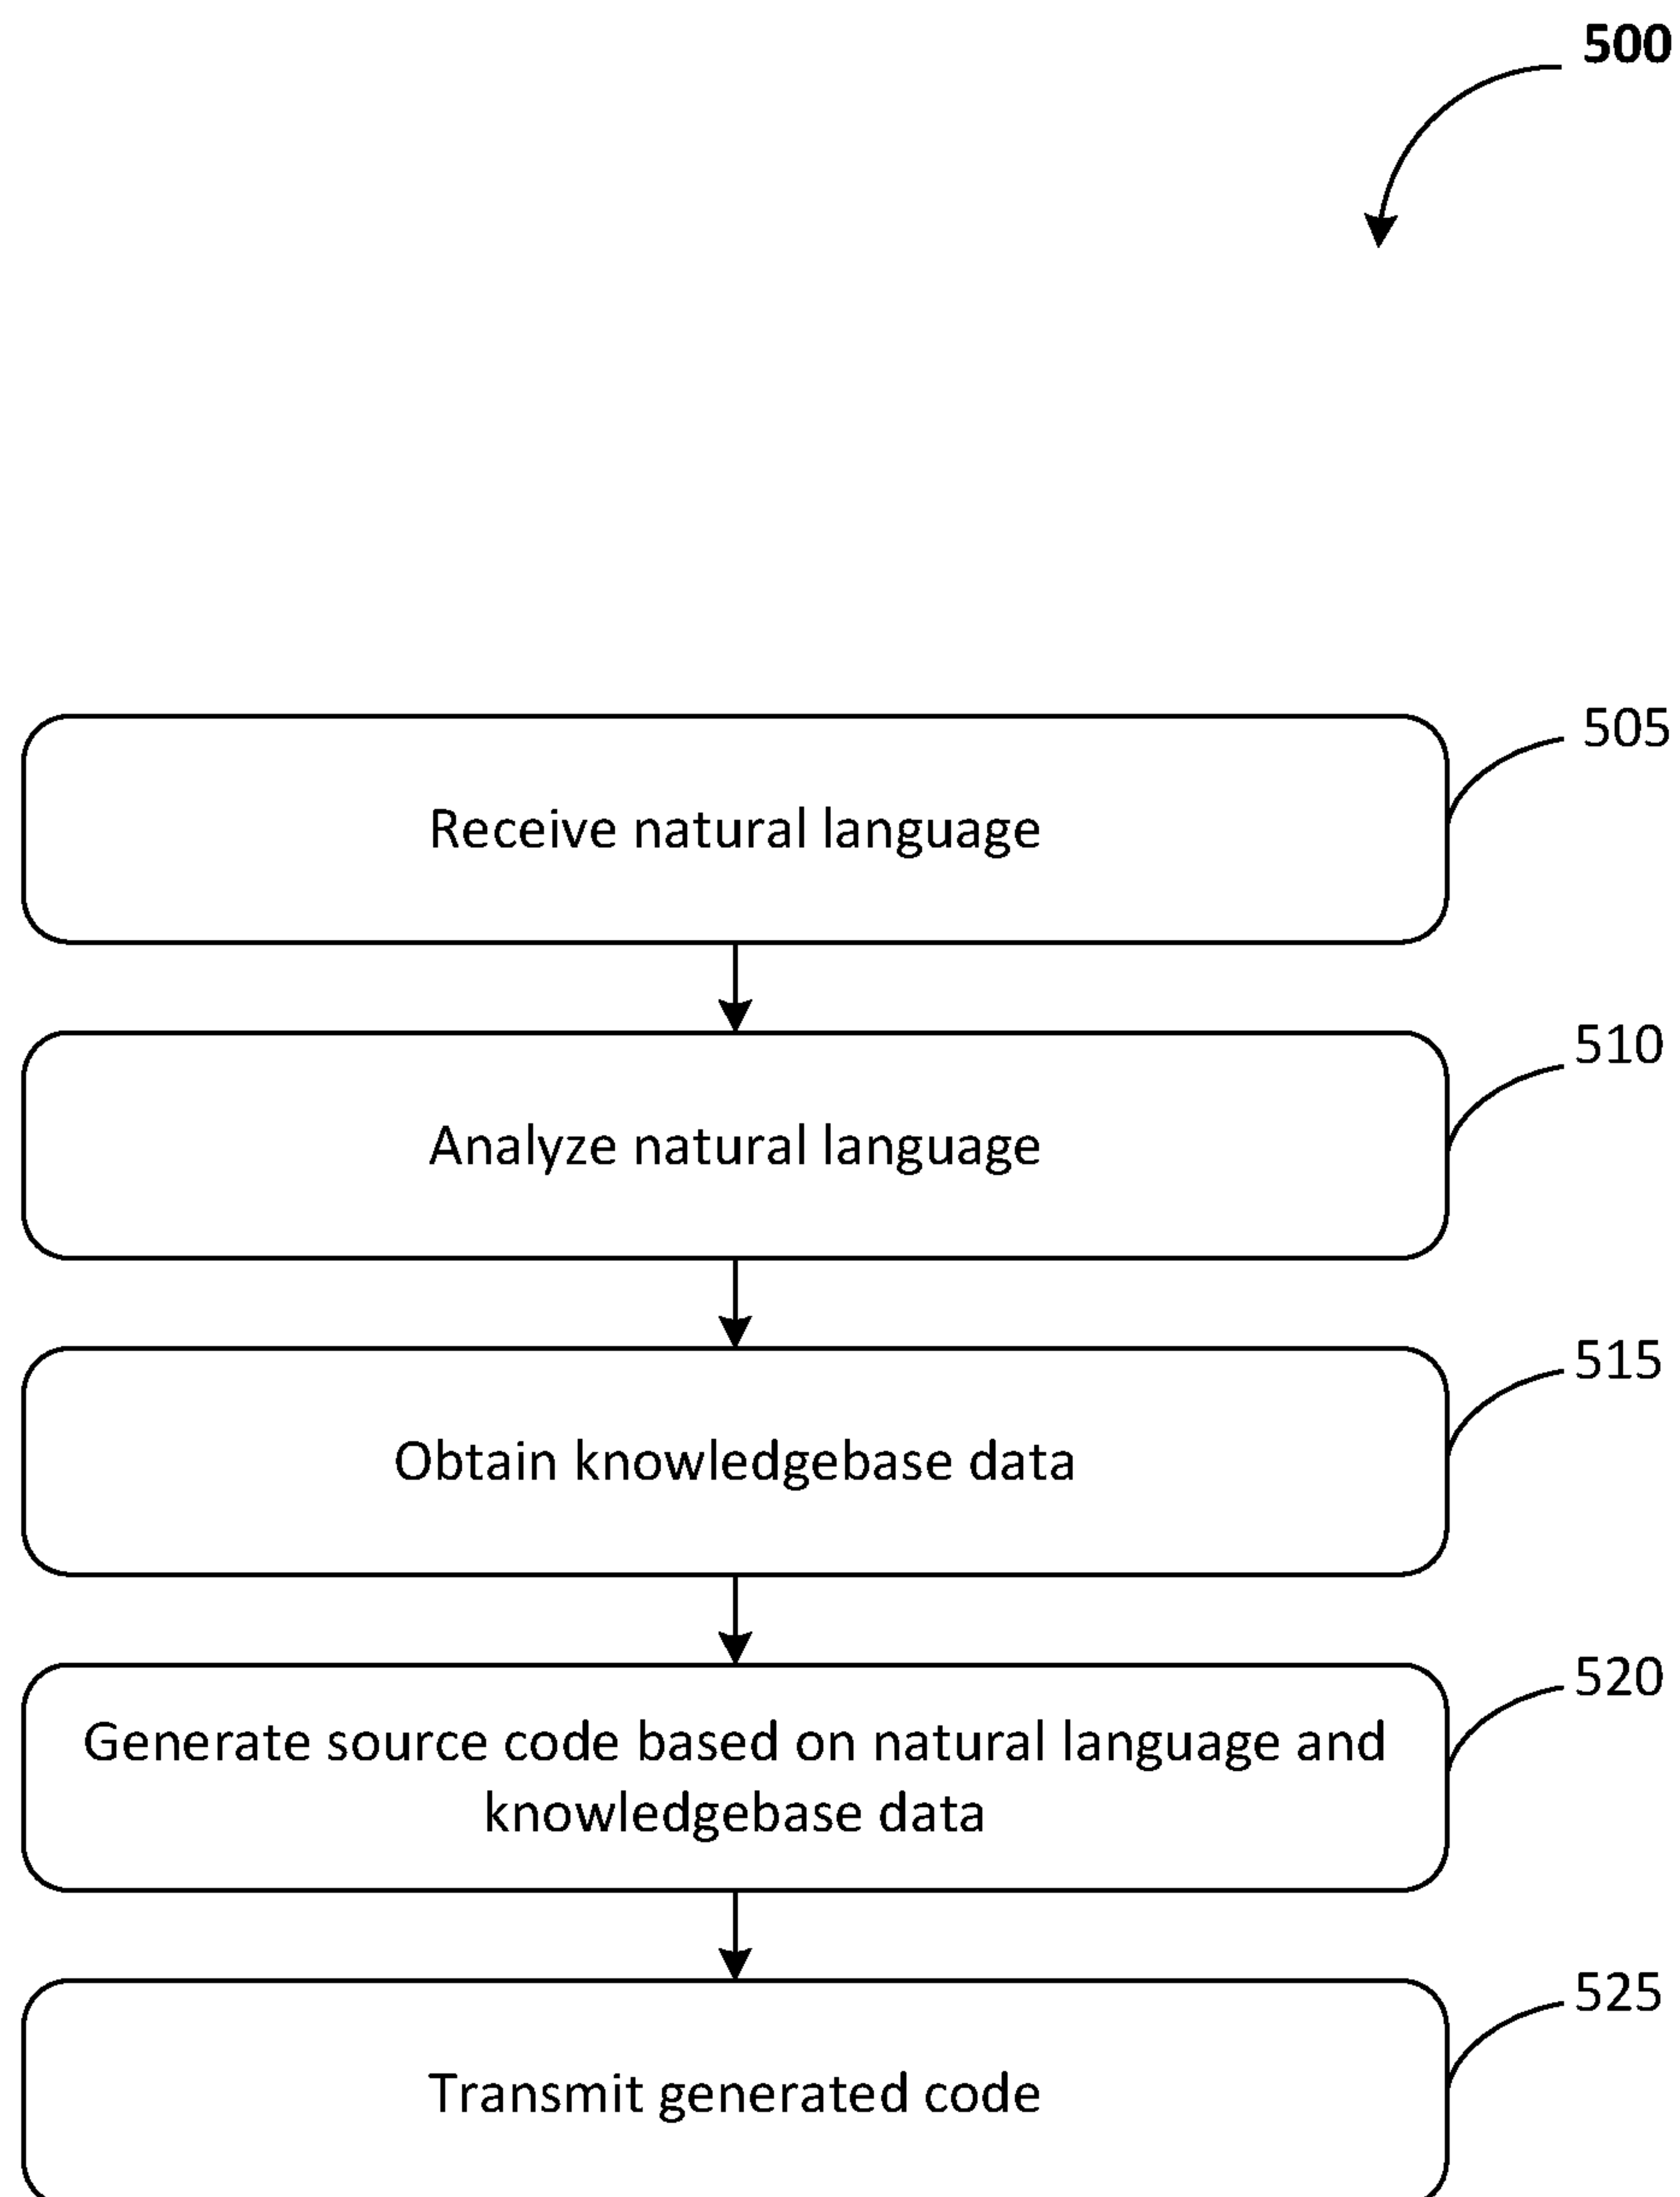 500
505
Receive natural language
510
Analyze natural language
515
Obtain knowledgebase data
520
Generate source code based on natural language and
knowledgebase data
525
Transmit generated code